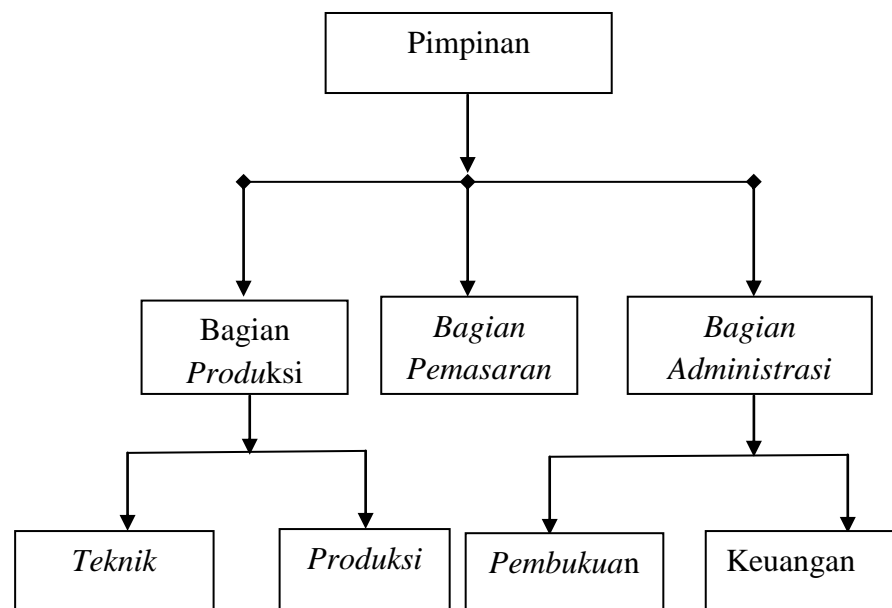 Pimpinan
Bagian
Produksi
Bagian
Pemasaran
Bagian
Administrasi
Teknik
Produksi
Pembukuan
Keuangan